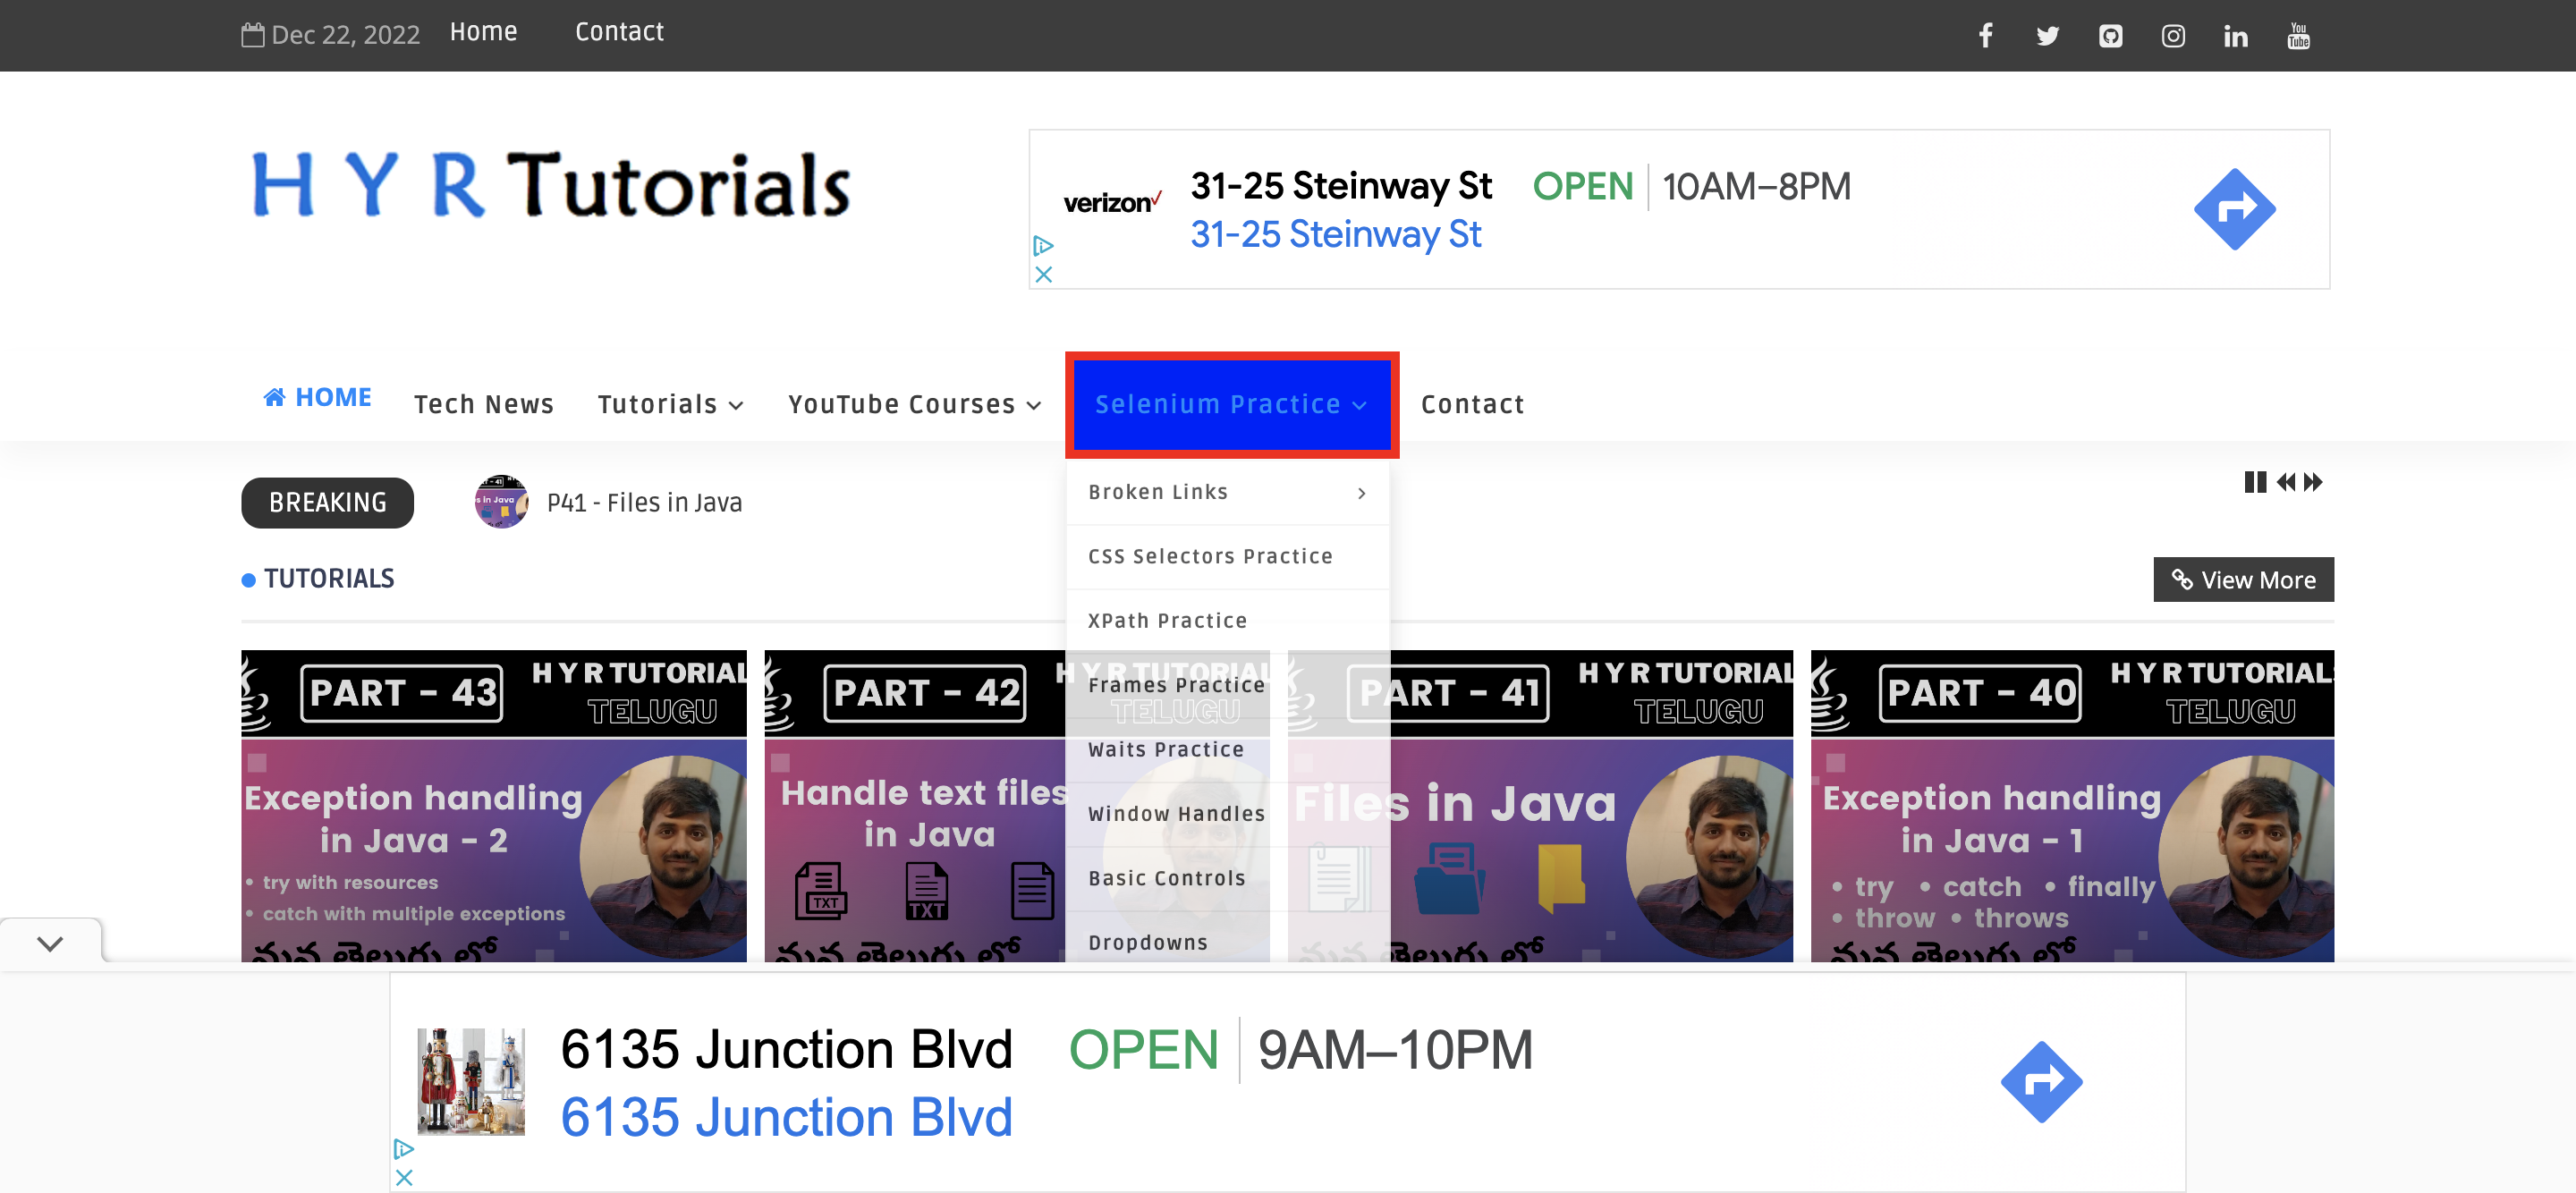 Dec 22, 2022 Home Contact
You
Tube
H Y R Tutorials
verizon✓ 31-25 Steinway St OPEN 10AM–8PM
31-25 Steinway St
HOME Tech News Tutorials YouTube Courses Selenium Practice Contact
BREAKING P41 - Files in Java
Broken Links
CSS Selectors Practice
XPath Practice
Frames Practice
Waits Practice
Window Handles
Basic Controls
Dropdowns
TUTORIALS View More
PART - 43 H Y R TUTORIAL
TELUGU
Exception handling
in Java - 2
• try with resources
• catch with multiple exceptions
మన తెలుగు లో
PART - 42 H Y R TUTORIAL
TELUGU
Handle text files
in Java
TXT TXT
మన తెలుగు లో
PART - 41 H Y R TUTORIAL
TELUGU
Files in Java
మన తెలుగు లో
PART - 40 H Y R TUTORIAL
TELUGU
Exception handling
in Java - 1
• try • catch • finally
• throw • throws
మన తెలుగు లో
6135 Junction Blvd OPEN 9AM–10PM
6135 Junction Blvd